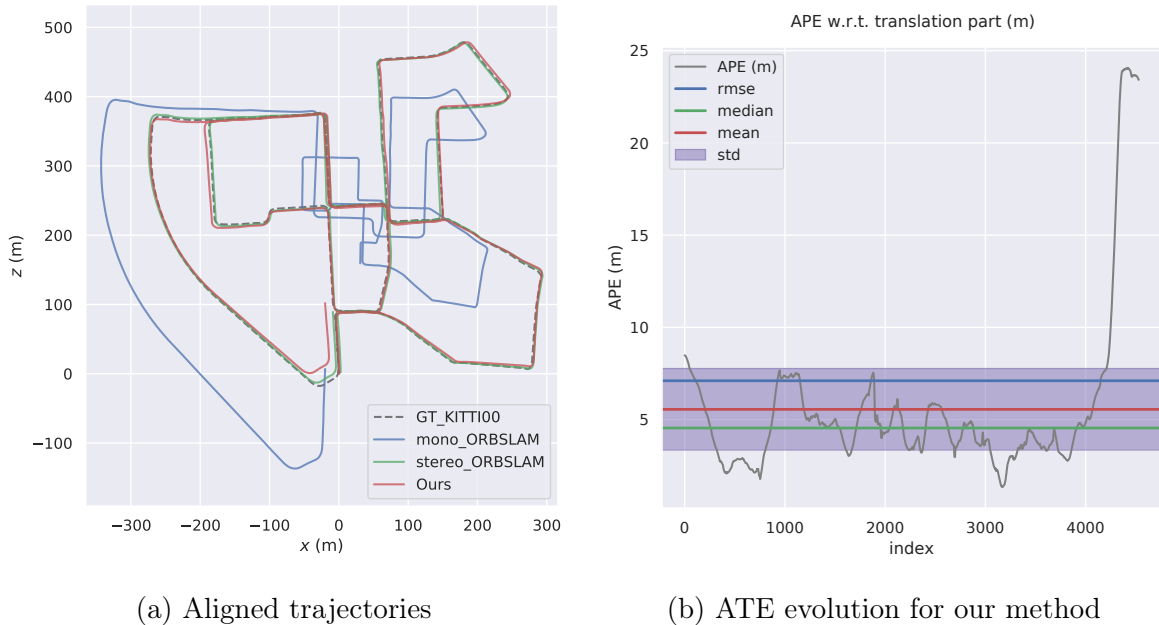 APE w.r.t. translation part (m)
500
400
300
200
100
0
−100
z (m)
−300
−200
−100
0
100
200
300
x (m)
GT_KITTI00
mono_ORBSLAM
stereo_ORBSLAM
Ours
25
20
15
10
5
APE (m)
0
1000
2000
3000
4000
index
APE (m)
rmse
median
mean
std
(a) Aligned trajectories
(b) ATE evolution for our method